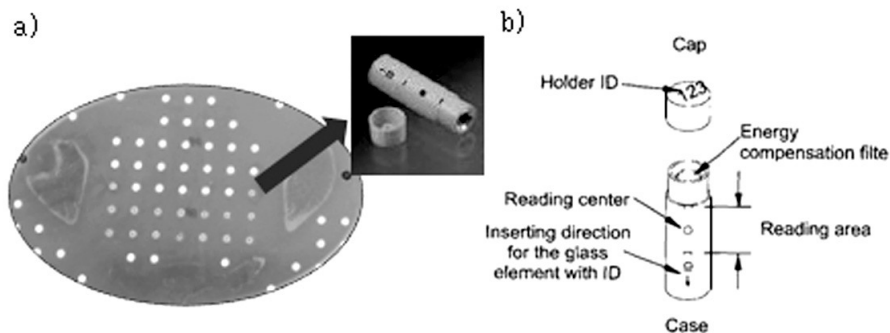 a)
b)
Cap
Holder ID
123
Energy
compensation filte
Reading center
Reading area
Inserting direction
for the glass
element with ID
Case